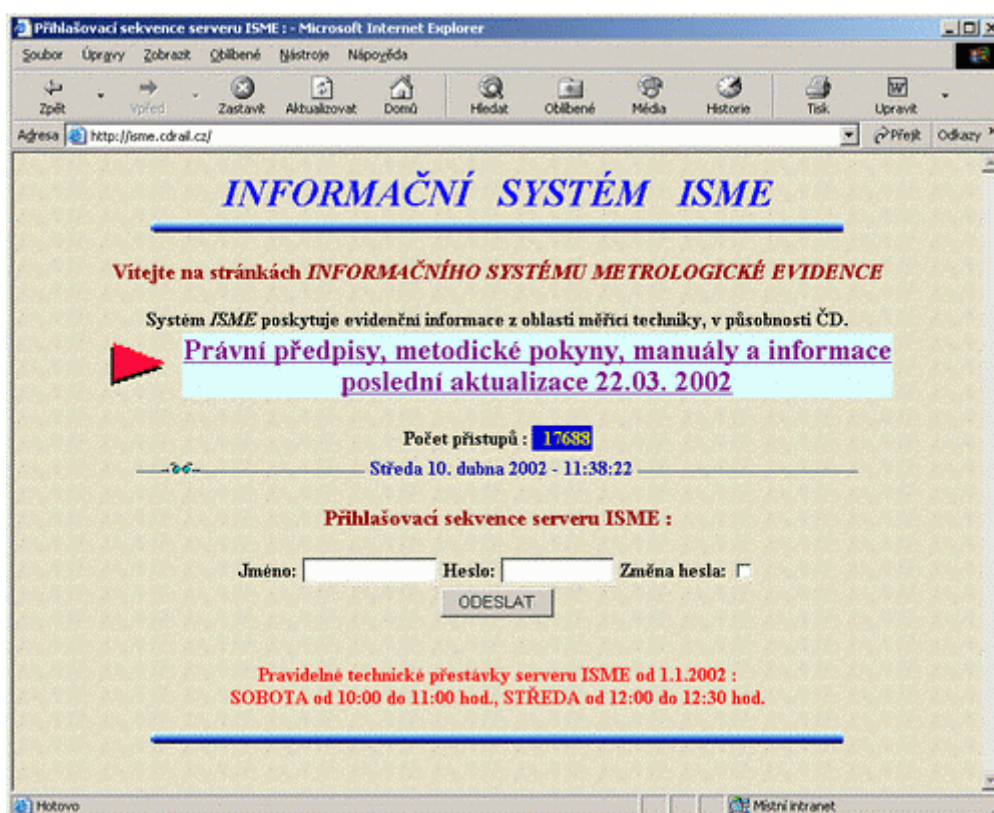 Přihlašovací sekvence serveru ISME : - Microsoft Internet Explorer
Soubor Úpravy Zobrazit Oblíbené Nástroje Nápověda
Zpět Vpřed Zastavit Aktualizovat Domů Hledat Oblíbené Média Historie Tisk Upravit
Adresa http://isme.cdrail.cz/ Přejít Odkazy
INFORMAČNÍ SYSTÉM ISME
Vítejte na stránkách INFORMAČNÍHO SYSTÉMU METROLOGICKÉ EVIDENCE
Systém ISME poskytuje evidenční informace z oblasti měřicí techniky, v působnosti ČD.
Právní předpisy, metodické pokyny, manuály a informace
poslední aktualizace 22.03. 2002
Počet přístupů : 17688
Středa 10. dubna 2002 - 11:38:22
Přihlašovací sekvence serveru ISME :
Jméno: Heslo: Změna hesla:
ODESLAT
Pravidelné technické přestávky serveru ISME od 1.1.2002 :
SOBOTA od 10:00 do 11:00 hod., STŘEDA od 12:00 do 12:30 hod.
Hotovo Místní intranet